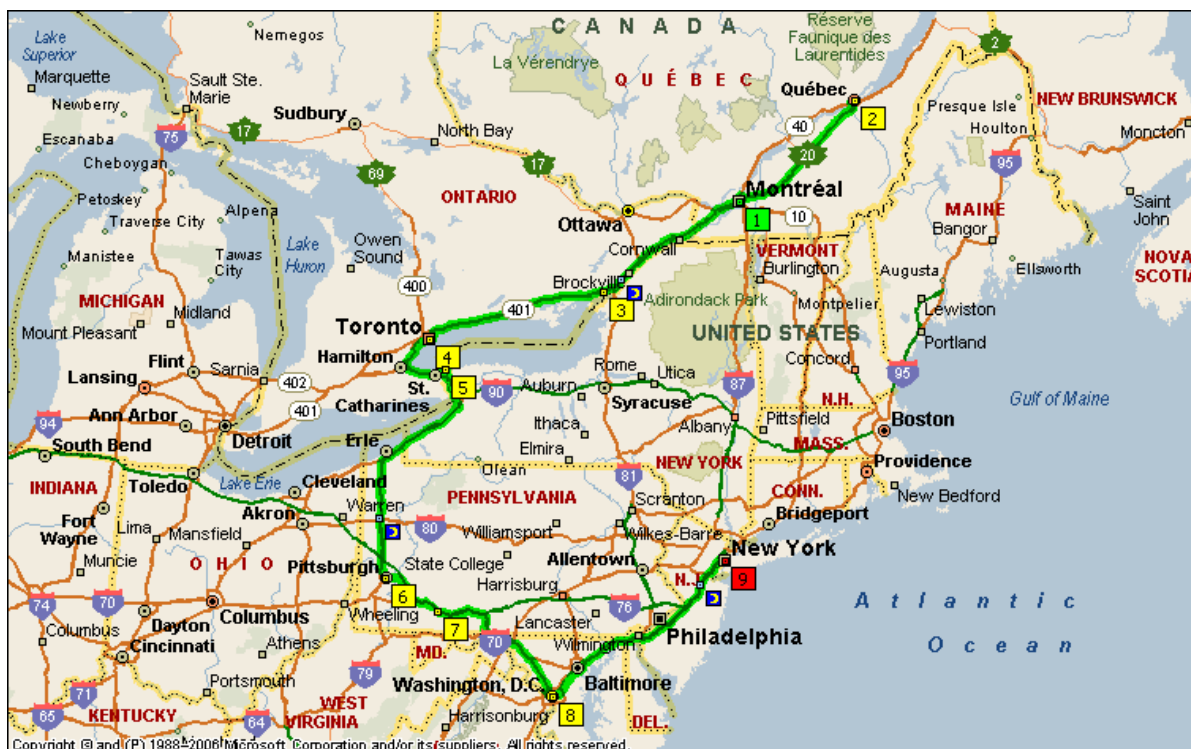 C A N A D A
Réserve
Faunique des
Laurentides
Lake
Superior
Nemegos
La Vérendrye
2
Marquette
Sault Ste.
Marie
QUÉBEC
Québec
Presque Isle
NEW BRUNSWICK
Newberry
Sudbury
2
Houlton
Moncton
Escanaba
75
17
North Bay
40
Cheboygan
17
20
95
Petoskey
69
ONTARIO
Montréal
Saint
John
Traverse City
Alpena
Ottawa
1
10
MAINE
Manistee
Lake
Huron
Owen
Sound
Cornwall
VERMONT
Bangor
NOVA
SCOTIA
Tawas
City
400
Brockville
Burlington
Augusta
Ellsworth
MICHIGAN
Midland
401
3
Adirondack Park
Montpelier
Lewiston
Mount Pleasant
Toronto
UNITED STATES
Portland
Flint
Hamilton
4
Rome
Utica
Concord
Lansing
Sarnia
402
St.
Catharines
5
90
Auburn
87
95
Ann Arbor
401
Syracuse
N.H.
Gulf of Maine
94
Detroit
Ithaca
Albany
Pittsfield
Boston
South Bend
Erie
Elmira
MASS.
Toledo
Lake Erie
Cleveland
Olean
NEW YORK
Providence
INDIANA
81
CONN.
New Bedford
Fort
Wayne
Lima
Akron
Warren
PENNSYLVANIA
Scranton
Bridgeport
Mansfield
80
Williamsport
Wilkes-Barre
Muncie
O H I O
Pittsburgh
State College
Allentown
New York
74
70
Harrisburg
N.J.
9
Columbus
Dayton
Columbus
Wheeling
6
76
A t l a n t i c
O c e a n
Cincinnati
Athens
7
70
Lancaster
Philadelphia
Wilmington
MD.
Portsmouth
79
Washington, D.C.
Baltimore
71
WEST
VIRGINIA
8
DEL.
65
KENTUCKY
64
Harrisonburg
Copyright © and (P) 1988–2006 Microsoft Corporation and/or its suppliers. All rights reserved.